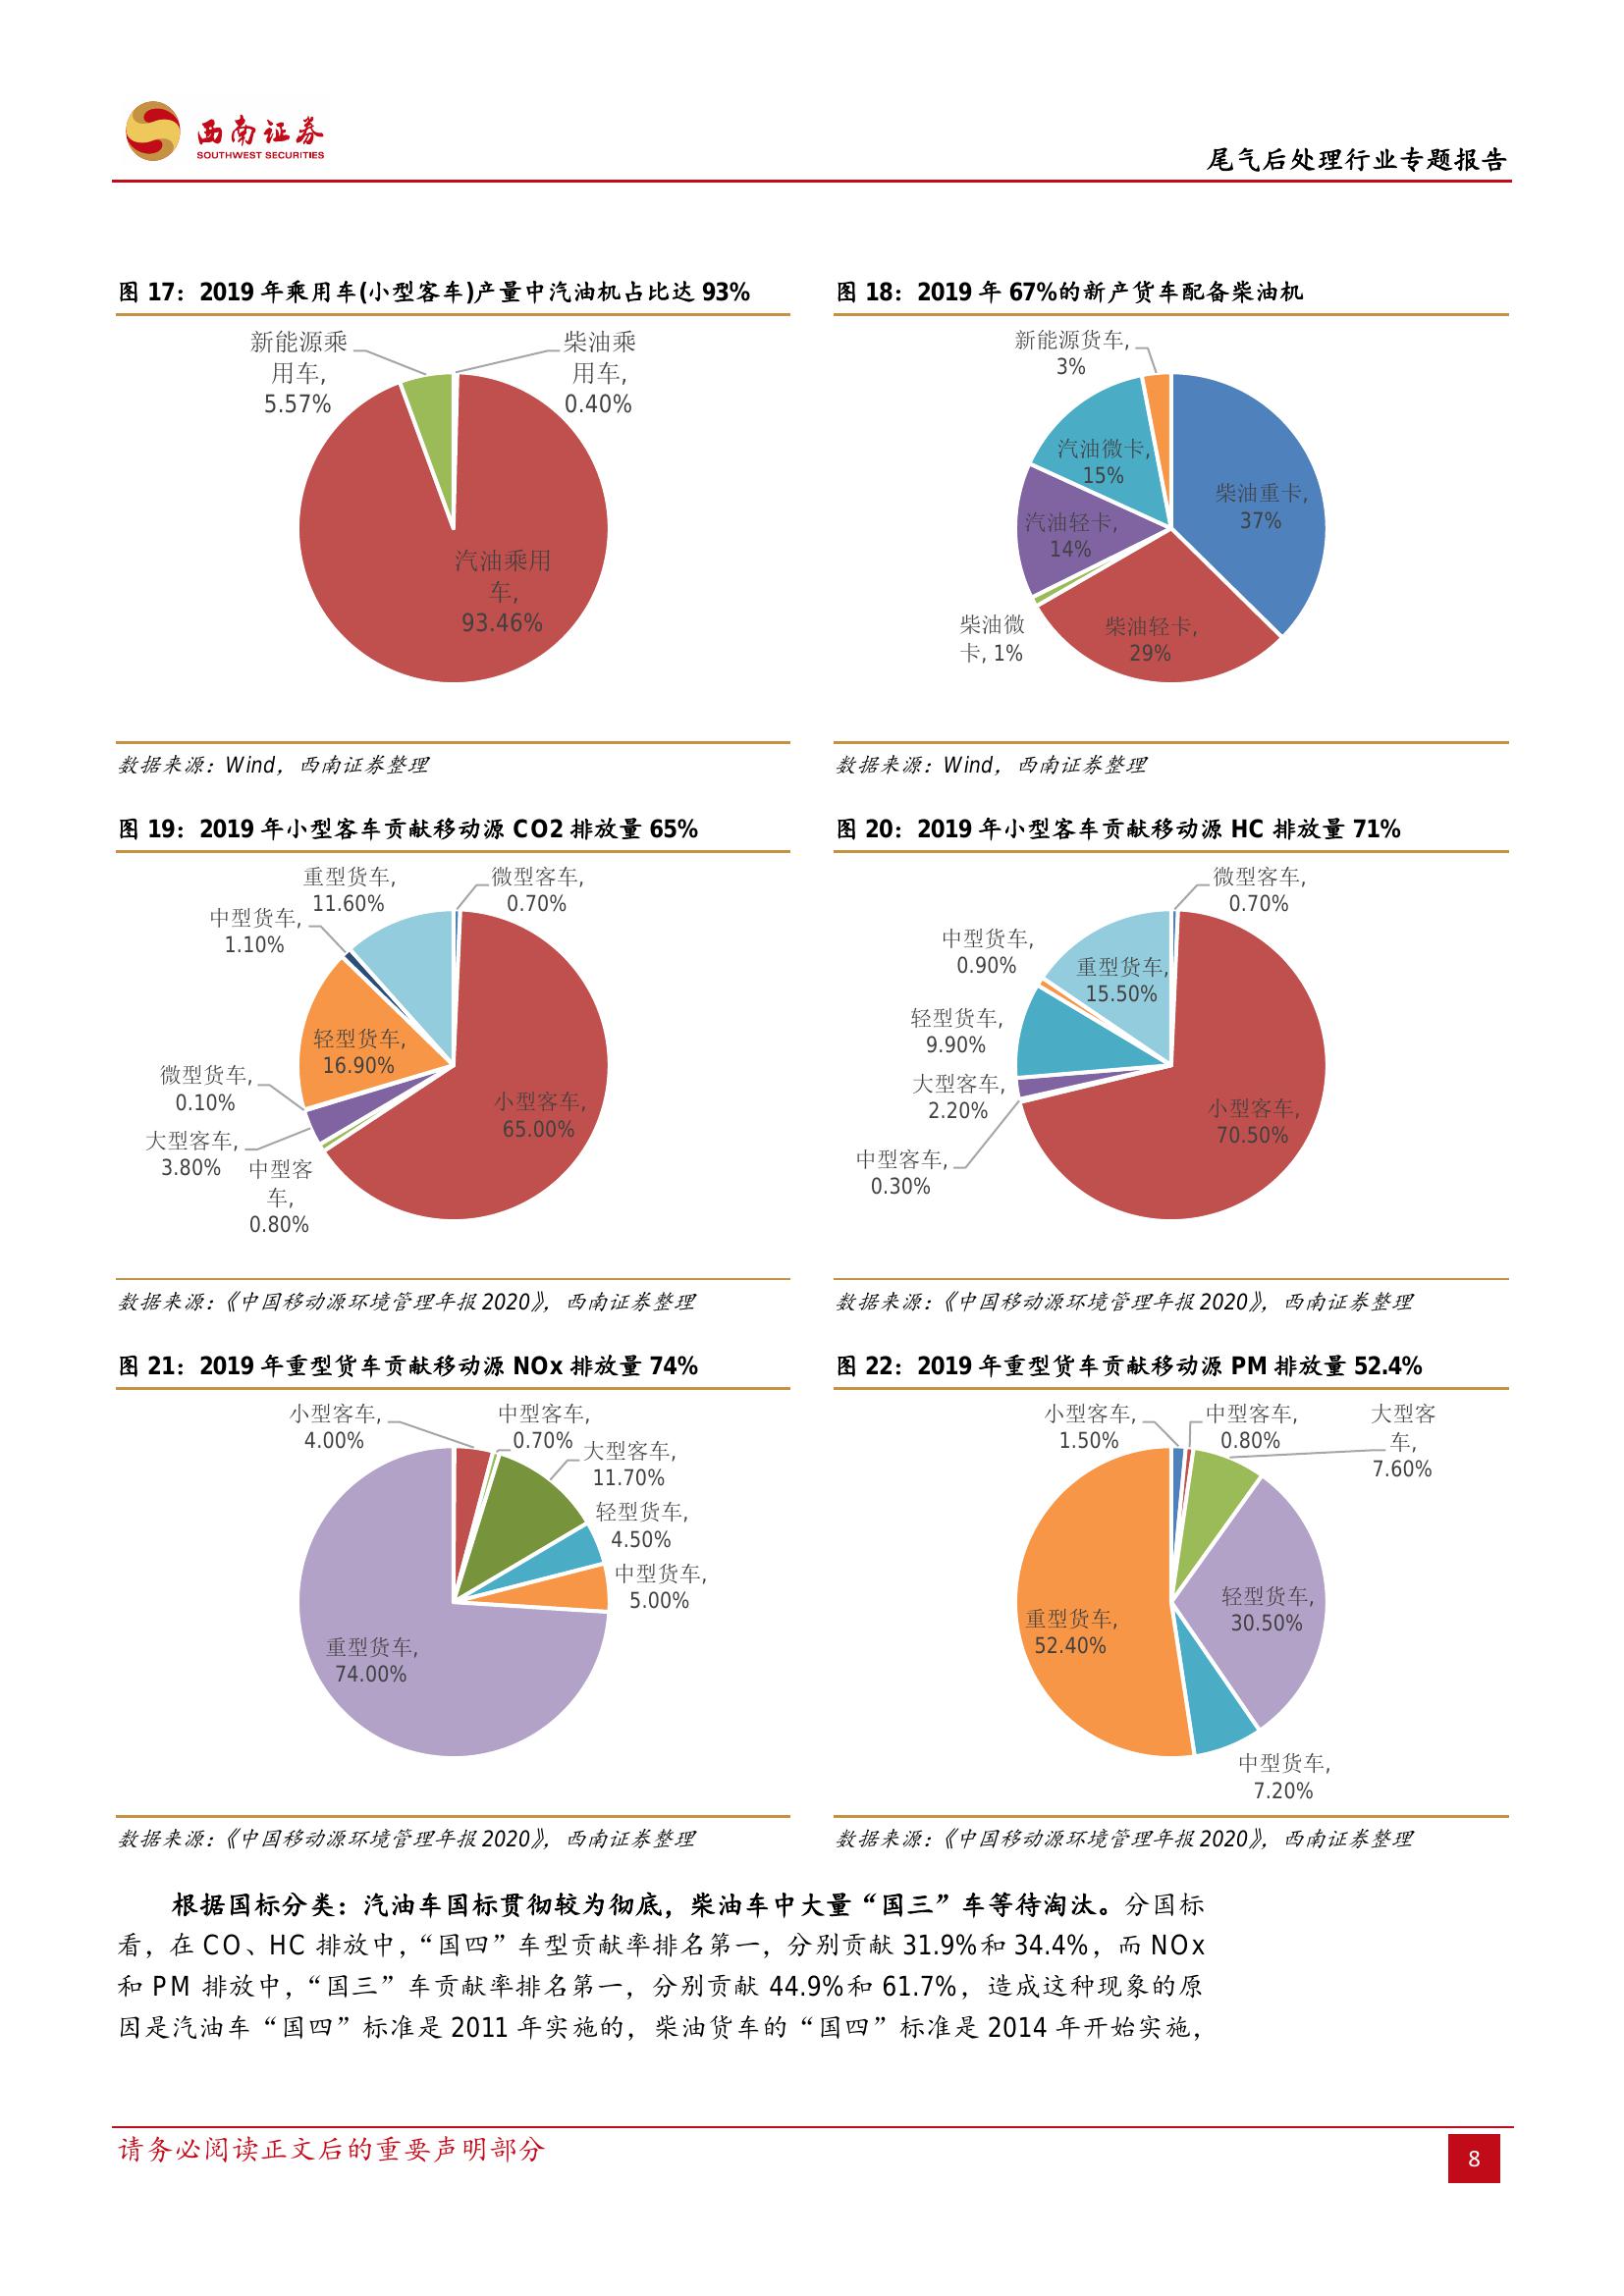 西南证券
SOUTHWEST SECURITIES
尾气后处理行业专题报告
图 17：2019 年乘用车(小型客车)产量中汽油机占比达 93%
新能源乘
用车,
5.57%
柴油乘
用车,
0.40%
汽油乘用
车,
93.46%
数据来源：Wind，西南证券整理
图 18：2019 年 67%的新产货车配备柴油机
新能源货车,
3%
汽油微卡,
15%
柴油重卡,
37%
汽油轻卡,
14%
柴油微
卡, 1%
柴油轻卡,
29%
数据来源：Wind，西南证券整理
图 19：2019 年小型客车贡献移动源 CO2 排放量 65%
重型货车,
11.60%
微型客车,
0.70%
中型货车,
1.10%
轻型货车,
16.90%
微型货车,
0.10%
小型客车,
65.00%
大型客车,
3.80%
中型客
车,
0.80%
数据来源：《中国移动源环境管理年报 2020》，西南证券整理
图 20：2019 年小型客车贡献移动源 HC 排放量 71%
微型客车,
0.70%
中型货车,
0.90%
重型货车,
15.50%
轻型货车,
9.90%
大型客车,
2.20%
小型客车,
70.50%
中型客车,
0.30%
数据来源：《中国移动源环境管理年报 2020》，西南证券整理
图 21：2019 年重型货车贡献移动源 NOx 排放量 74%
小型客车,
4.00%
中型客车,
0.70%
大型客车,
11.70%
轻型货车,
4.50%
中型货车,
5.00%
重型货车,
74.00%
数据来源：《中国移动源环境管理年报 2020》，西南证券整理
图 22：2019 年重型货车贡献移动源 PM 排放量 52.4%
小型客车,
1.50%
中型客车,
0.80%
大型客
车,
7.60%
轻型货车,
30.50%
重型货车,
52.40%
中型货车,
7.20%
数据来源：《中国移动源环境管理年报 2020》，西南证券整理
根据国标分类：汽油车国标贯彻较为彻底，柴油车中大量“国三”车等待淘汰。分国标
看，在 CO、HC 排放中，“国四”车型贡献率排名第一，分别贡献 31.9%和 34.4%，而 NOx
和 PM 排放中，“国三”车贡献率排名第一，分别贡献 44.9%和 61.7%，造成这种现象的原
因是汽油车“国四”标准是 2011 年实施的，柴油货车的“国四”标准是 2014 年开始实施，
请务必阅读正文后的重要声明部分
8